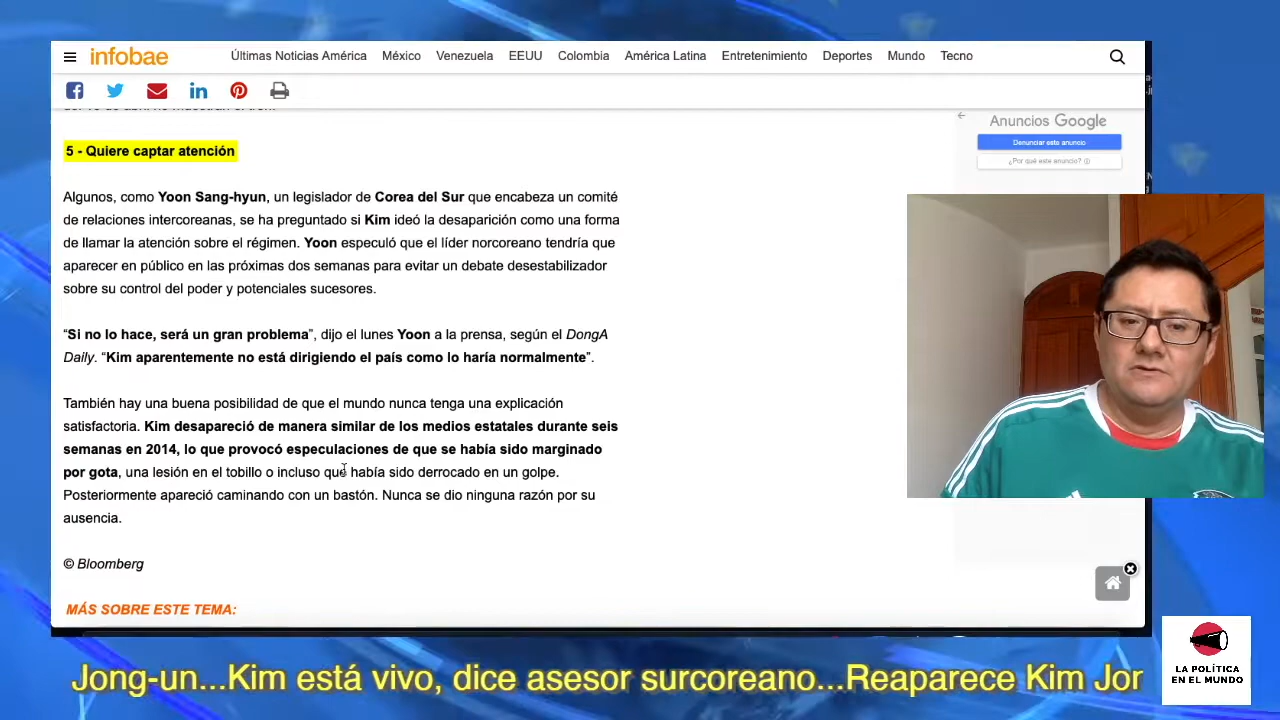 infobae
Últimas Noticias América México Venezuela EEUU Colombia América Latina Entretenimiento Deportes Mundo Tecno
5 - Quiere captar atención
Algunos, como Yoon Sang-hyun, un legislador de Corea del Sur que encabeza un comité
de relaciones intercoreanas, se ha preguntado si Kim ideó la desaparición como una forma
de llamar la atención sobre el régimen. Yoon especuló que el líder norcoreano tendría que
aparecer en público en las próximas dos semanas para evitar un debate desestabilizador
sobre su control del poder y potenciales sucesores.
“Si no lo hace, será un gran problema”, dijo el lunes Yoon a la prensa, según el DongA
Daily. “Kim aparentemente no está dirigiendo el país como lo haría normalmente”.
También hay una buena posibilidad de que el mundo nunca tenga una explicación
satisfactoria. Kim desapareció de manera similar de los medios estatales durante seis
semanas en 2014, lo que provocó especulaciones de que se había sido marginado
por gota, una lesión en el tobillo o incluso que había sido derrocado en un golpe.
Posteriormente apareció caminando con un bastón. Nunca se dio ninguna razón por su
ausencia.
© Bloomberg
MÁS SOBRE ESTE TEMA:
Anuncios Google
Denunciar este anuncio
¿Por qué este anuncio?
LA POLÍTICA
EN EL MUNDO
Jong-un...Kim está vivo, dice asesor surcoreano...Reaparece Kim Jor